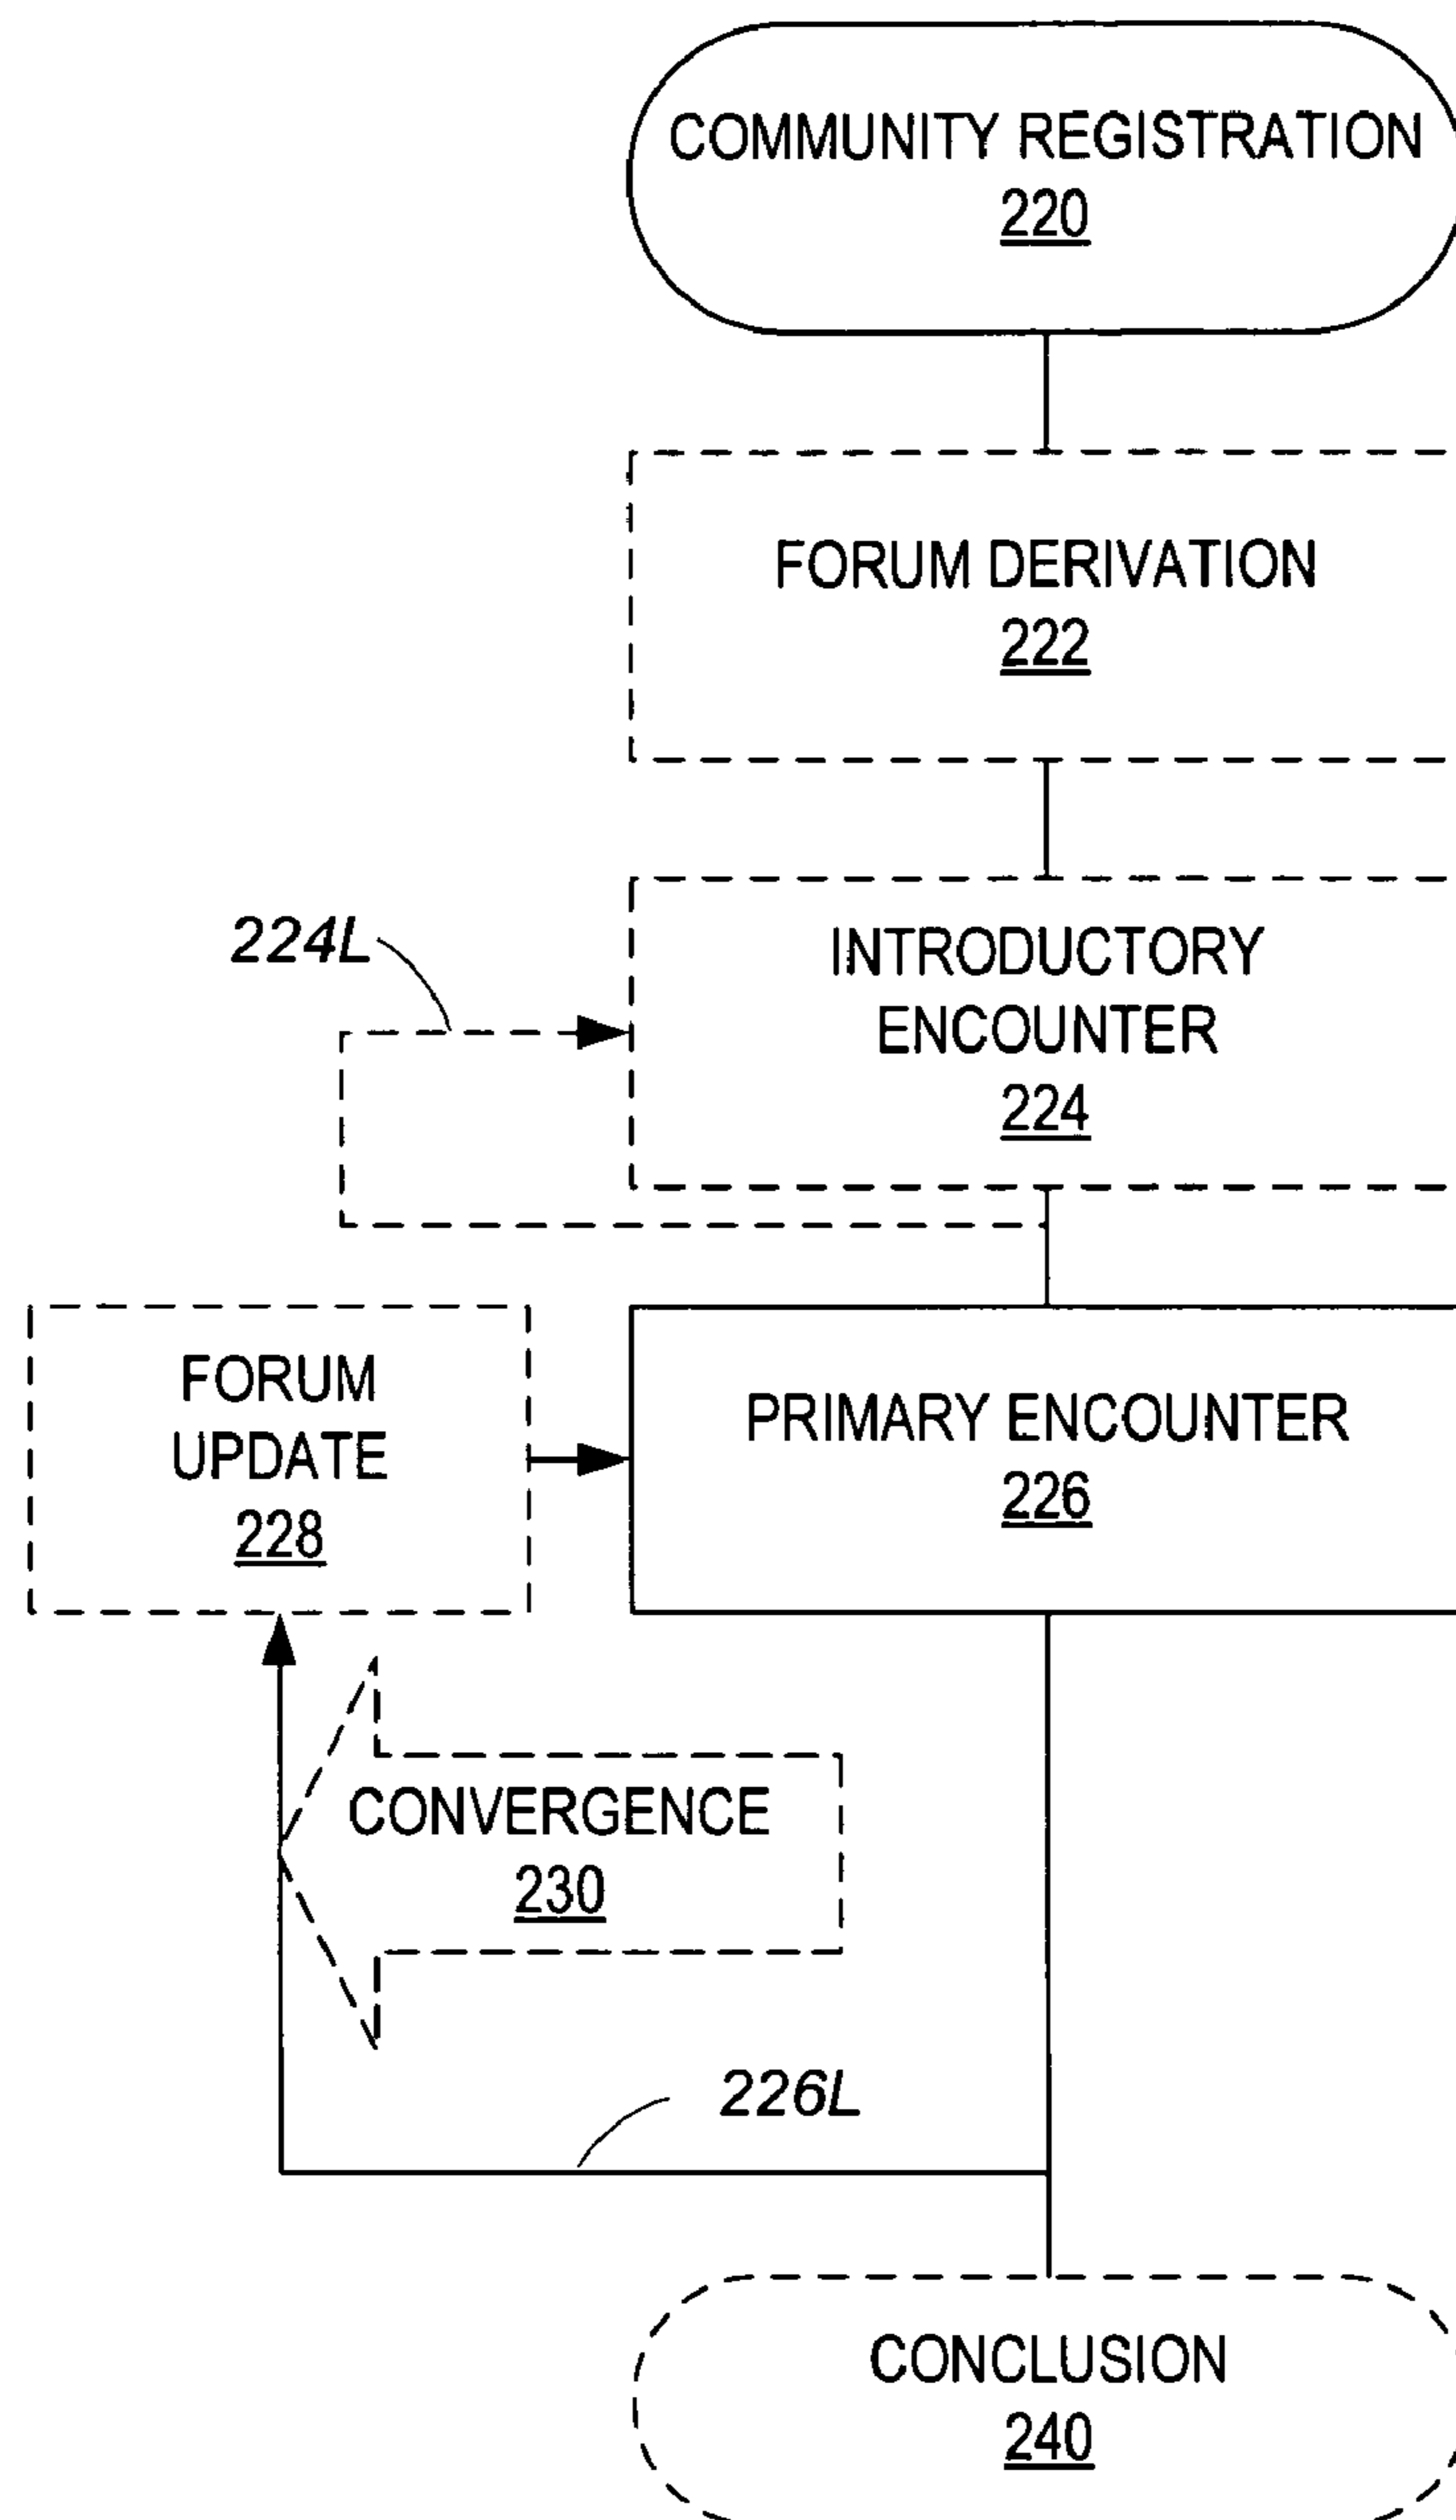 COMMUNITY REGISTRATION
220
FORUM DERIVATION
222
224L
INTRODUCTORY
ENCOUNTER
224
FORUM
UPDATE
228
PRIMARY ENCOUNTER
226
CONVERGENCE
230
226L
CONCLUSION
240